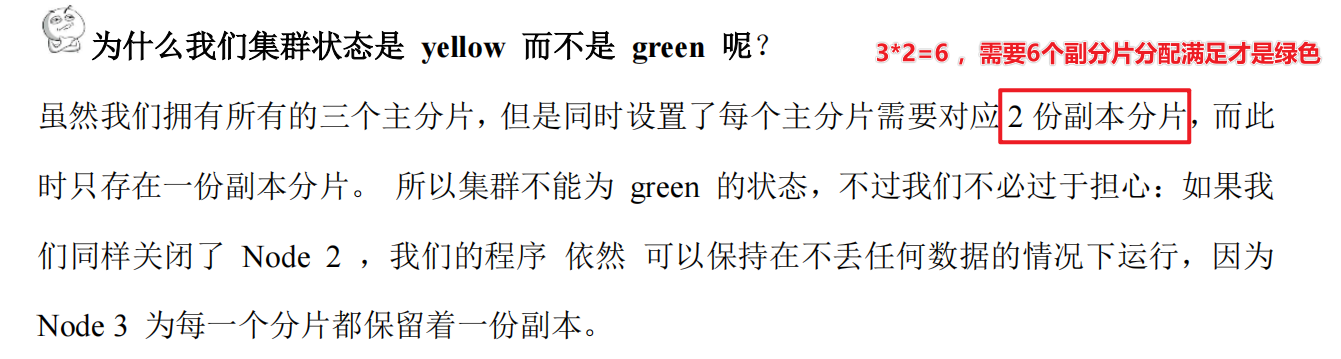 为什么我们集群状态是 yellow 而不是 green 呢？
3*2=6 ，需要6个副分片分配满足才是绿色
虽然我们拥有所有的三个主分片，但是同时设置了每个主分片需要对应 2 份副本分片，而此
时只存在一份副本分片。 所以集群不能为 green 的状态，不过我们不必过于担心：如果我
们同样关闭了 Node 2 ，我们的程序 依然 可以保持在不丢任何数据的情况下运行，因为
Node 3 为每一个分片都保留着一份副本。